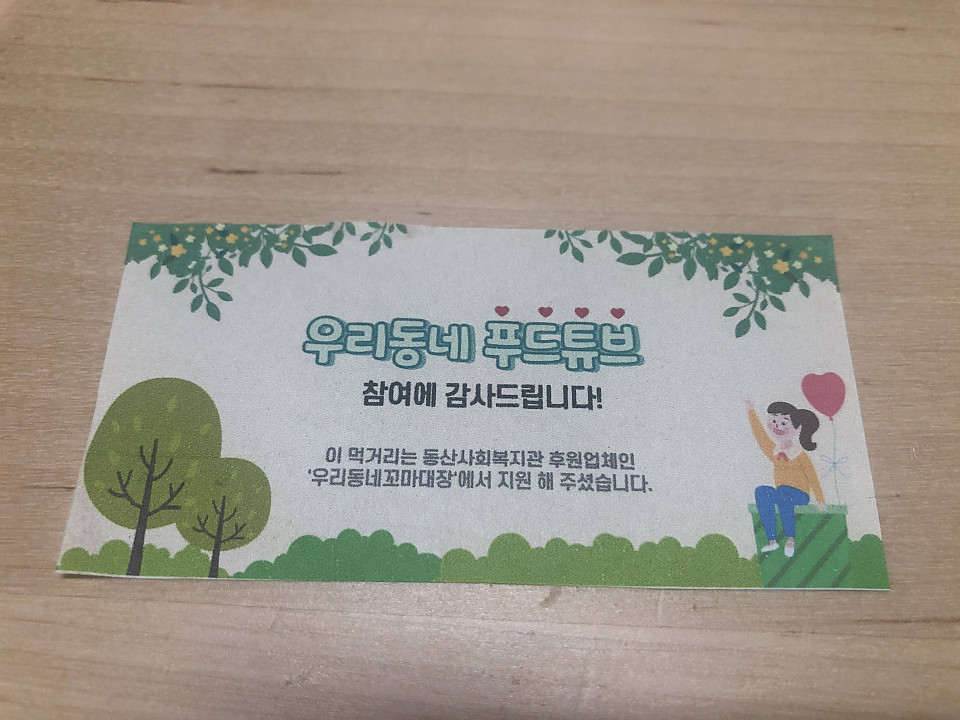 우리동네 푸드튜브
참여에 감사드립니다!
이 먹거리는 동산사회복지관 후원업체인
'우리동네꼬마대장'에서 지원 해 주셨습니다.